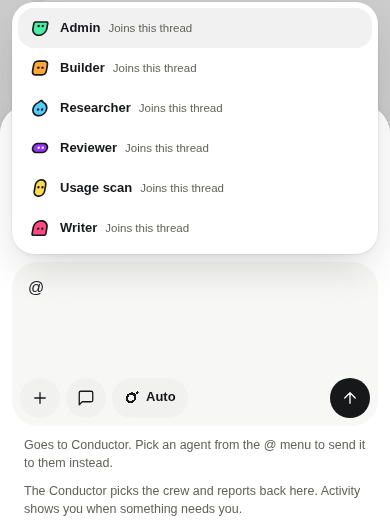 Admin Joins this thread
Builder Joins this thread
Researcher Joins this thread
Reviewer Joins this thread
Usage scan Joins this thread
Writer Joins this thread
@
Auto
Goes to Conductor. Pick an agent from the @ menu to send it
to them instead.
The Conductor picks the crew and reports back here. Activity
shows you when something needs you.